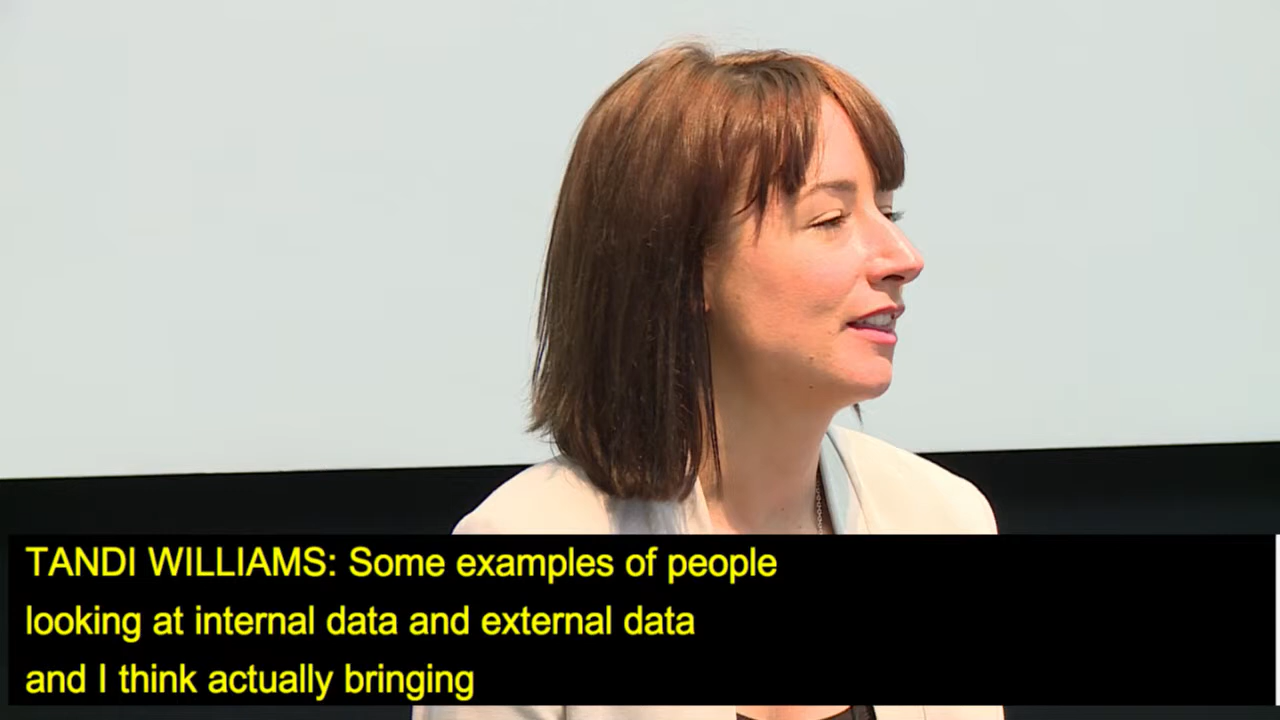 TANDI WILLIAMS: Some examples of people
looking at internal data and external data
and I think actually bringing